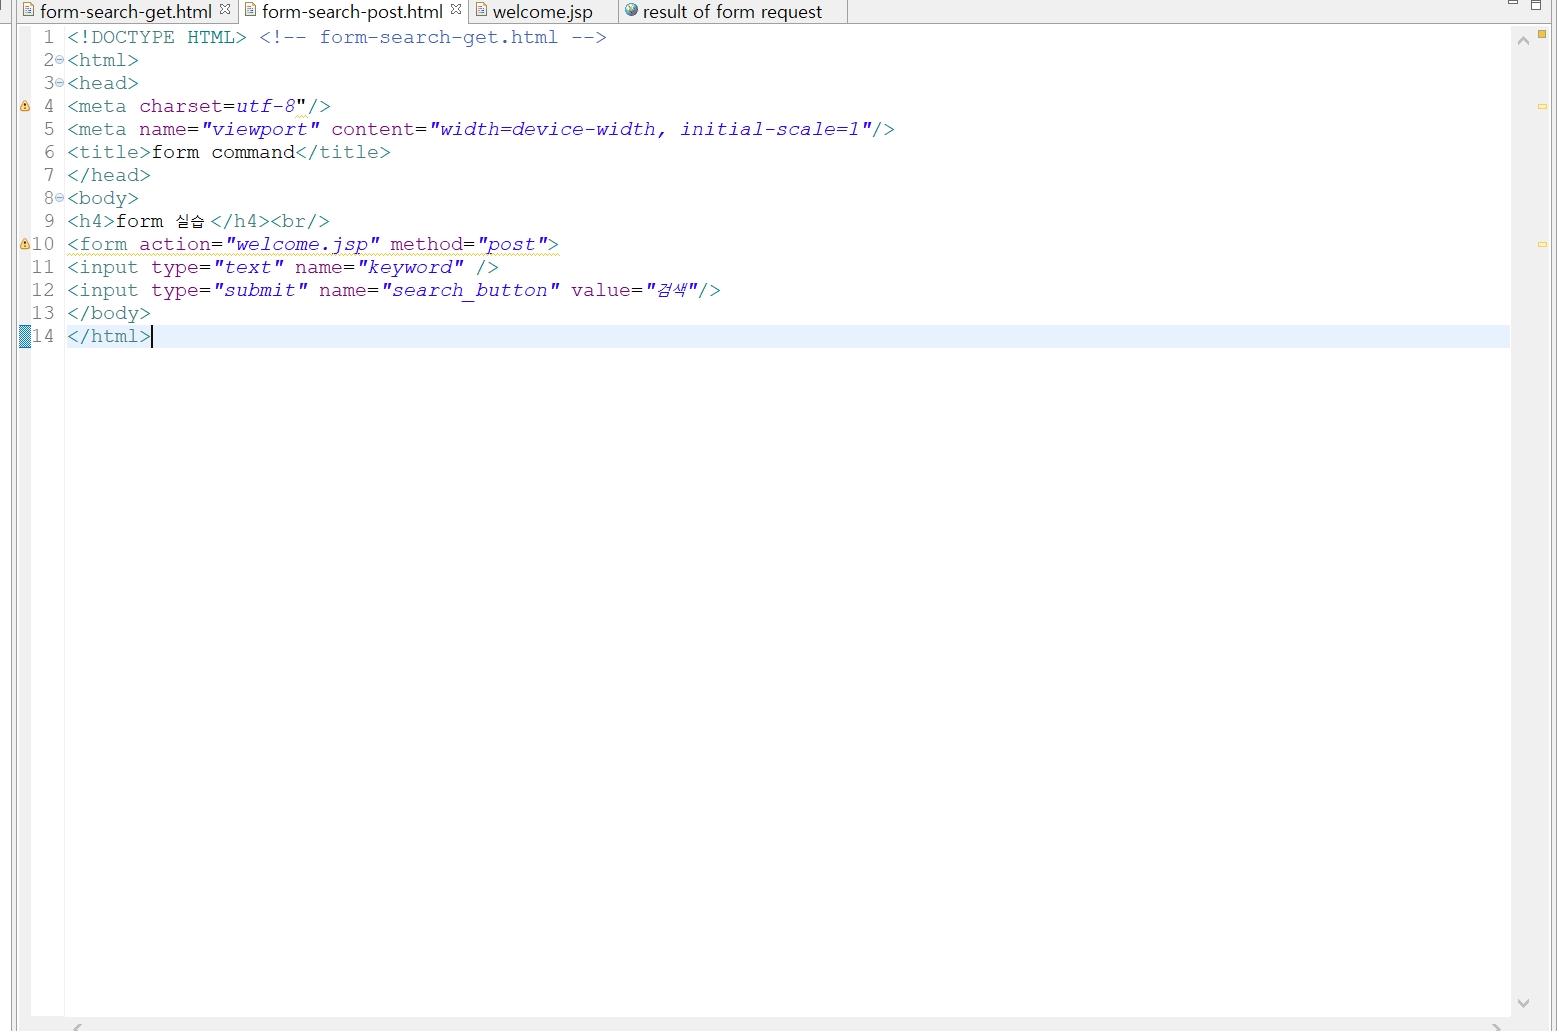 form-search-get.html form-search-post.html welcome.jsp result of form request
1 <!DOCTYPE HTML> <!-- form-search-get.html -->
2 <html>
3 <head>
4 <meta charset=utf-8"/>
5 <meta name="viewport" content="width=device-width, initial-scale=1"/>
6 <title>form command</title>
7 </head>
8 <body>
9 <h4>form 실습</h4><br/>
10 <form action="welcome.jsp" method="post">
11 <input type="text" name="keyword" />
12 <input type="submit" name="search_button" value="검색"/>
13 </body>
14 </html>